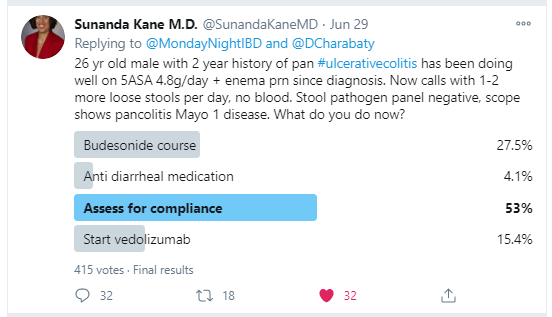 Sunanda Kane M.D. @SunandaKaneMD · Jun 29
Replying to @MondayNightIBD and @DCharabaty
26 yr old male with 2 year history of pan #ulcerativecolitis has been doing
well on 5ASA 4.8g/day + enema prn since diagnosis. Now calls with 1-2
more loose stools per day, no blood. Stool pathogen panel negative, scope
shows pancolitis Mayo 1 disease. What do you do now?
Budesonide course 27.5%
Anti diarrheal medication 4.1%
Assess for compliance 53%
Start vedolizumab 15.4%
415 votes · Final results
32 18 32